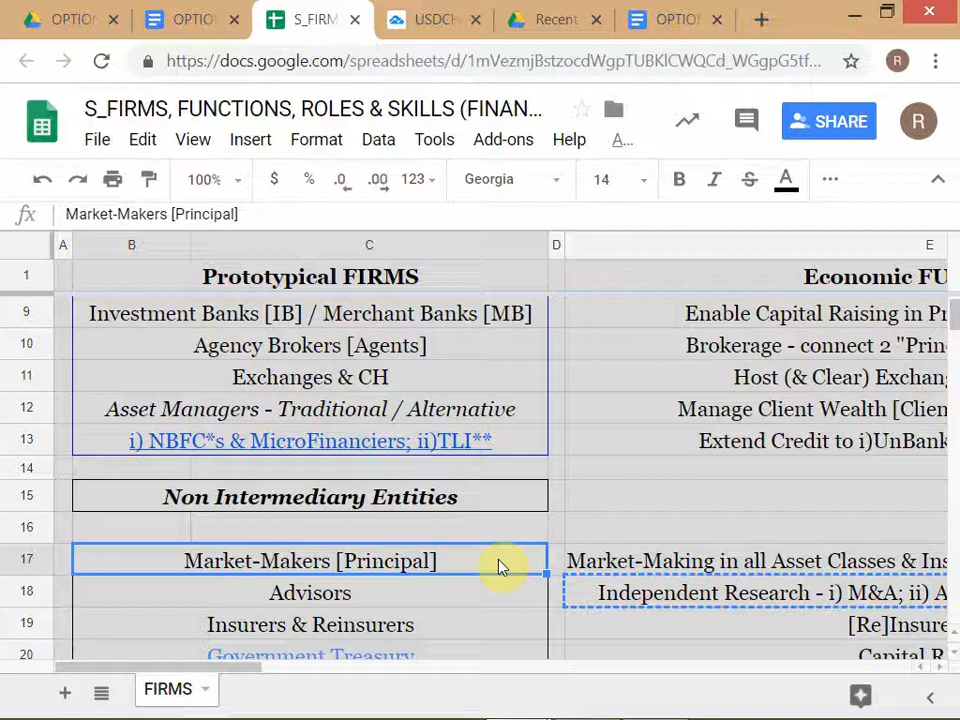 OPTIO
OPTIO
S_FIRM
USDCH
Recent
OPTIO
https://docs.google.com/spreadsheets/d/1mVezmjBstzocdWgpTUBKlCWQCd_WGgpG5tf...
R
S_FIRMS, FUNCTIONS, ROLES & SKILLS (FINAN...
SHARE
R
File Edit View Insert Format Data Tools Add-ons Help A...
100% $ % .0 .00 123 Georgia 14 B I S A ...
fx Market-Makers [Principal]
A B C D E
1 Prototypical FIRMS Economic FU
9 Investment Banks [IB] / Merchant Banks [MB] Enable Capital Raising in Pr
10 Agency Brokers [Agents] Brokerage - connect 2 "Prin
11 Exchanges & CH Host (& Clear) Exchan
12 Asset Managers - Traditional / Alternative Manage Client Wealth [Clien
13 i) NBFC*s & MicroFinanciers; ii)TLI** Extend Credit to i)UnBank
14
15 Non Intermediary Entities
16
17 Market-Makers [Principal] Market-Making in all Asset Classes & Ins
18 Advisors Independent Research - i) M&A; ii) A
19 Insurers & Reinsurers [Re]Insure
20 Government Treasury Capital R
FIRMS